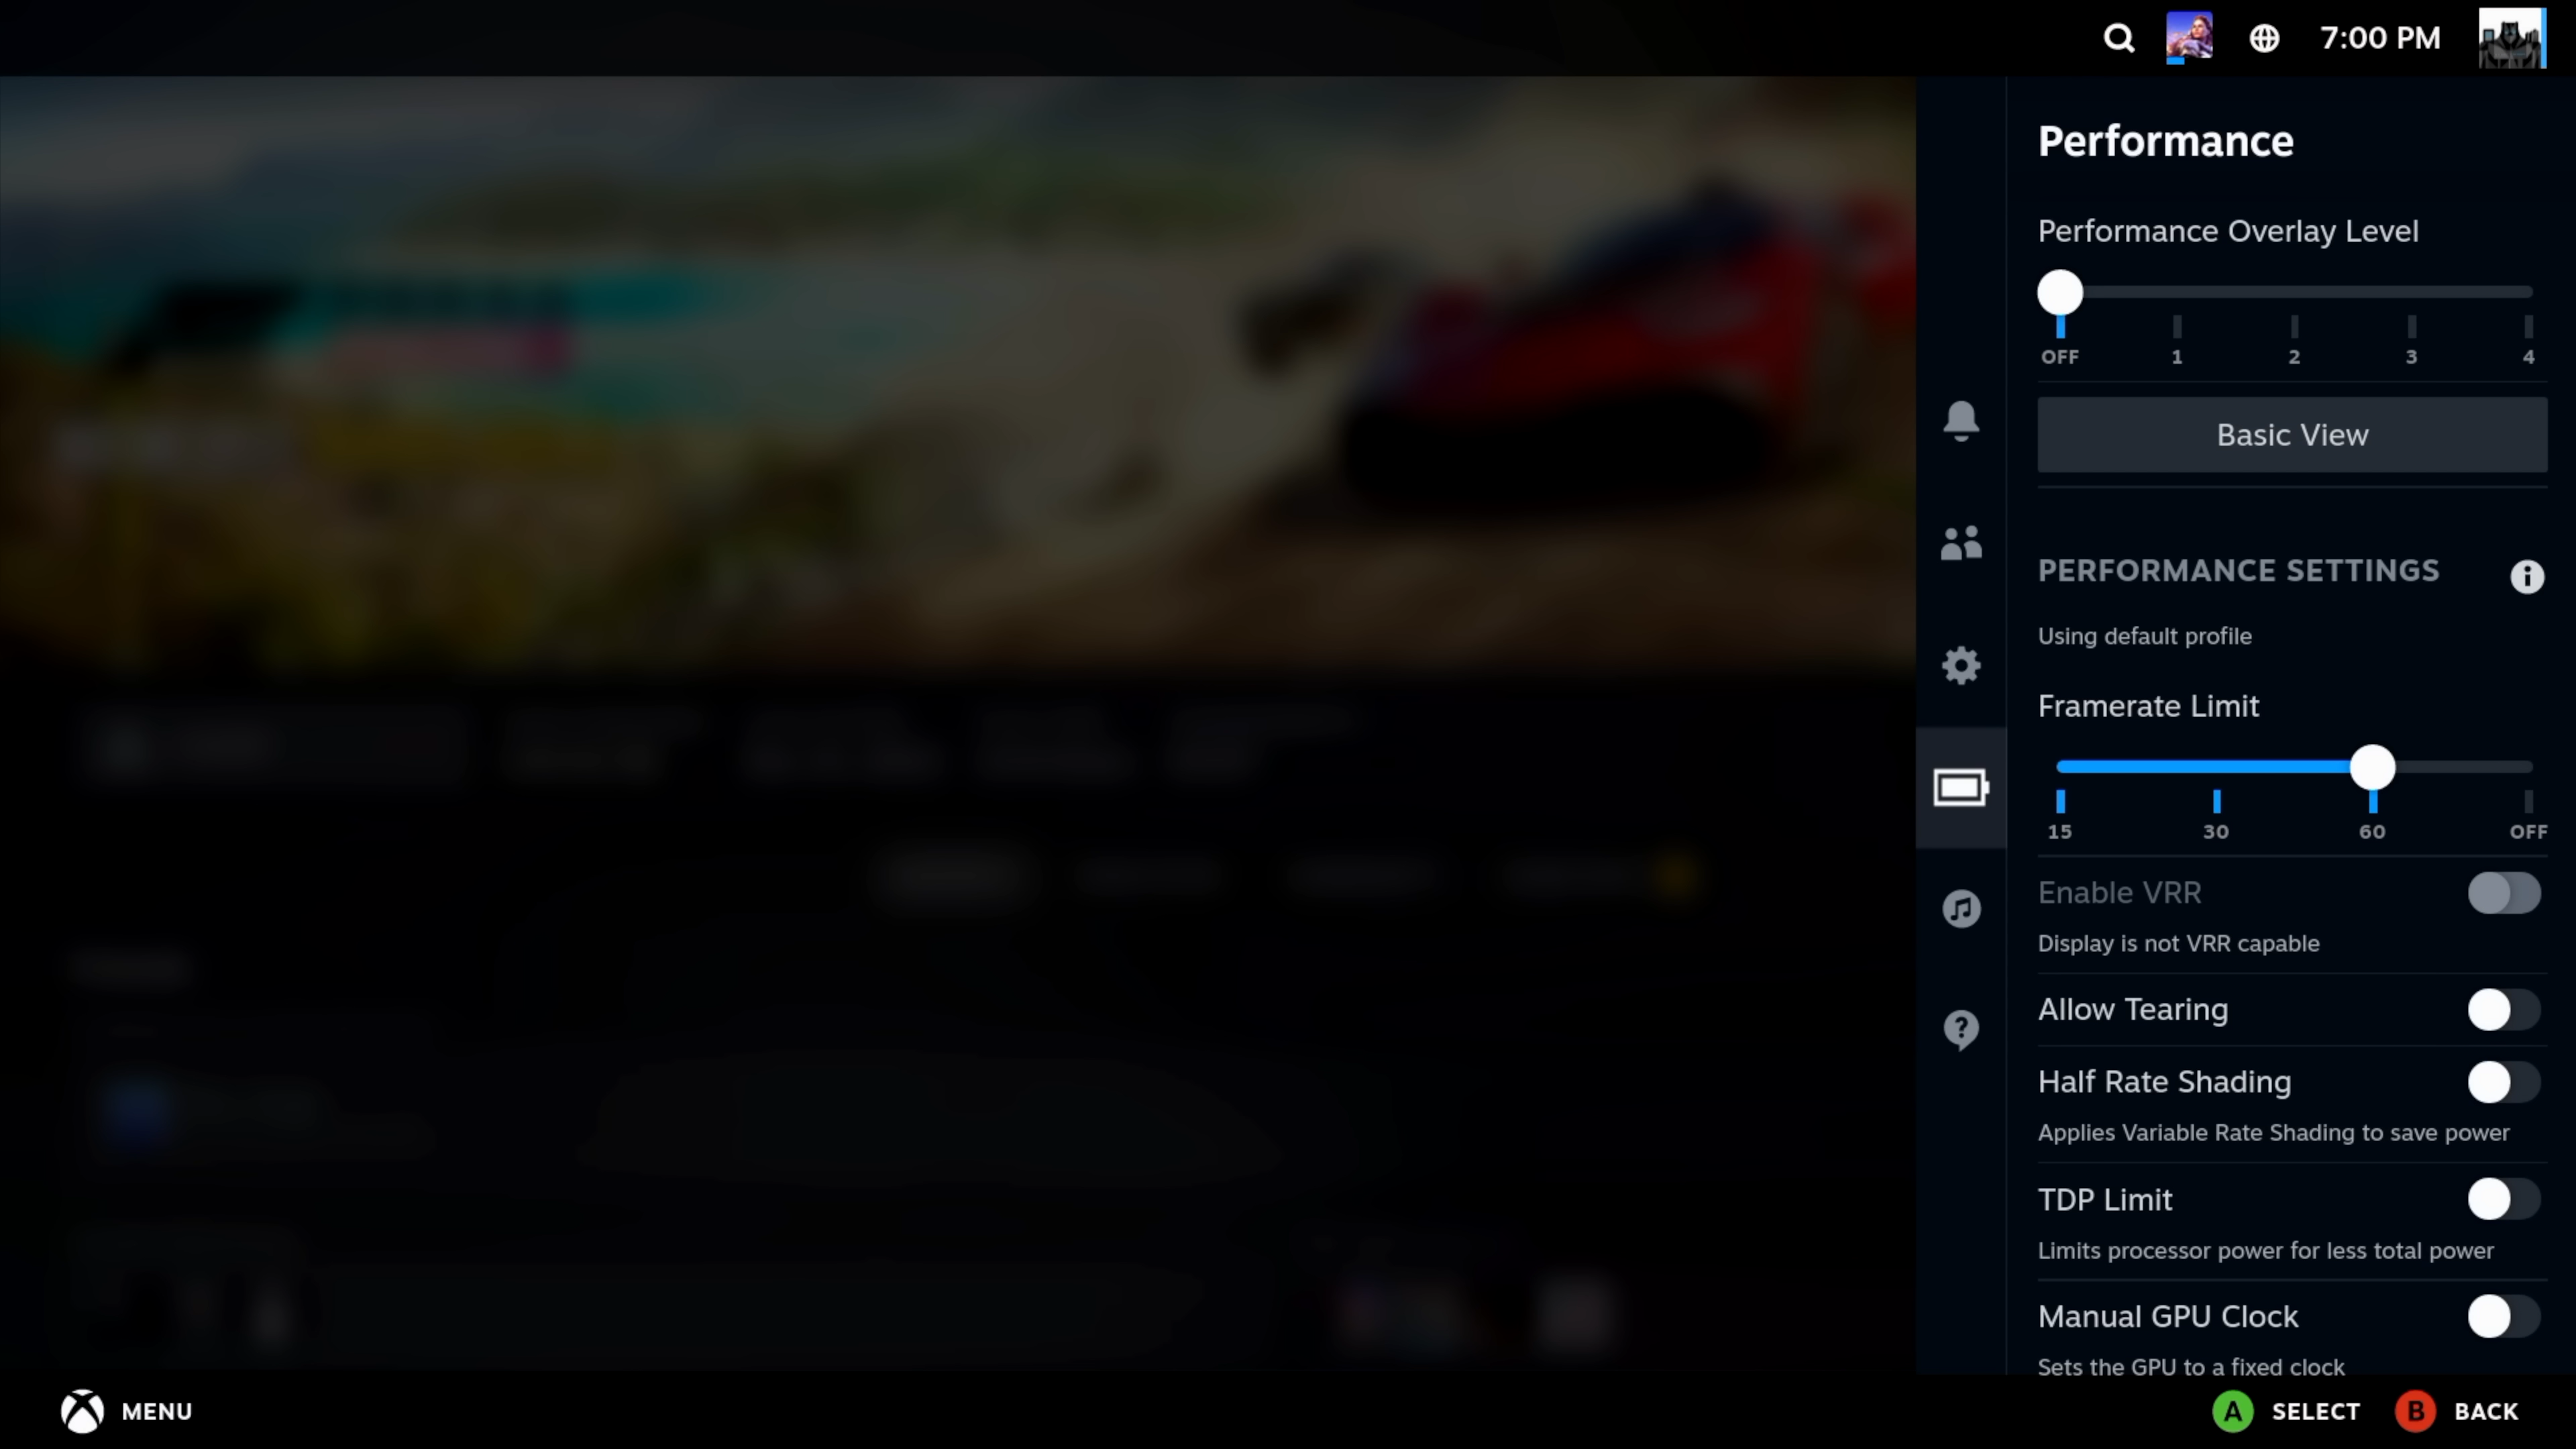 7:00 PM
Performance
Performance Overlay Level
OFF 1 2 3 4
Basic View
PERFORMANCE SETTINGS
Using default profile
Framerate Limit
15 30 60 OFF
Enable VRR
Display is not VRR capable
Allow Tearing
Half Rate Shading
Applies Variable Rate Shading to save power
TDP Limit
Limits processor power for less total power
Manual GPU Clock
Sets the GPU to a fixed clock
MENU
A SELECT B BACK